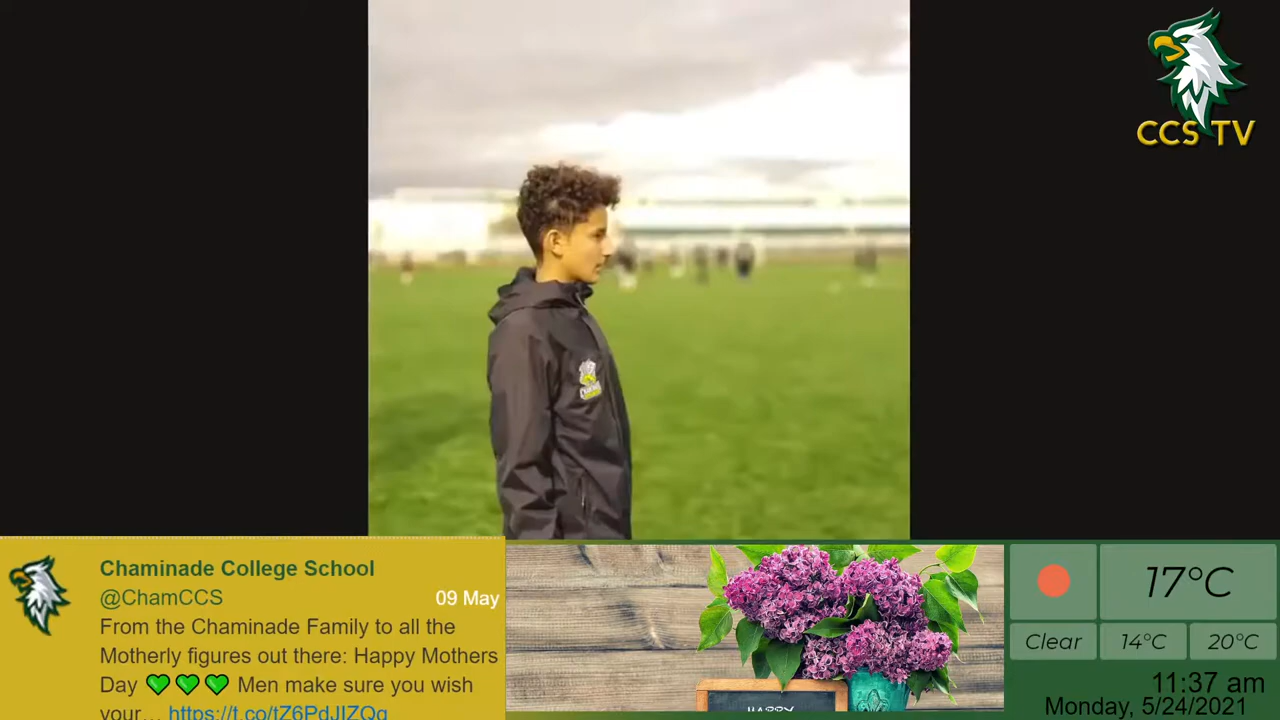 CCS TV
Chaminade College School
@ChamCCS
09 May
From the Chaminade Family to all the
Motherly figures out there: Happy Mothers
Day 💚💚💚 Men make sure you wish
your... https://t.co/tZ6PdJIZQg
HAPPY
17°C
Clear
14°C
20°C
11:37 am
Monday, 5/24/2021